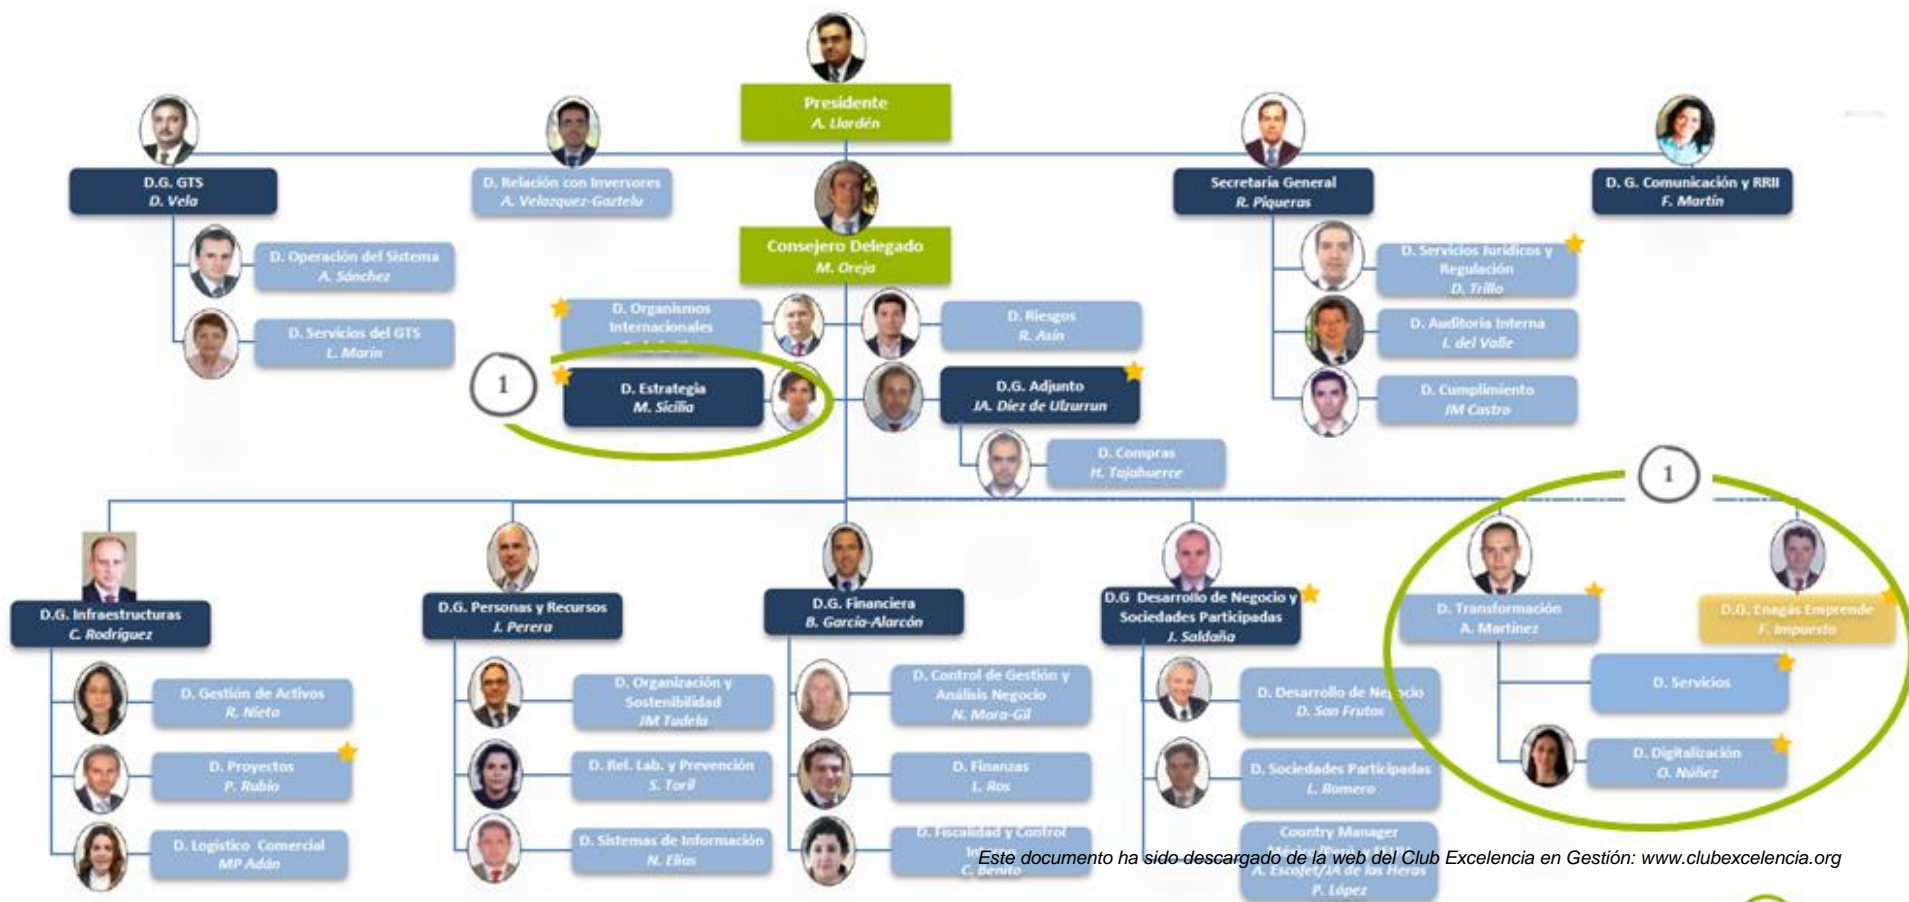 Presidente
A. Llardén
D.G. GTS
D. Vela
D. Relación con Inversores
A. Velazquez-Gaztelu
Secretaría General
R. Piqueras
D. G. Comunicación y RRII
F. Martín
D. Operación del Sistema
A. Sánchez
D. Servicios del GTS
L. Marín
Consejero Delegado
M. Oreja
D. Organismos
Internacionales
D. Riesgos
R. Asín
1
D. Estrategia
M. Sicilia
D.G. Adjunto
JA. Díez de Ulzurrun
D. Compras
H. Tajahuerce
D. Servicios Jurídicos y
Regulación
D. Trillo
D. Auditoría Interna
I. del Valle
D. Cumplimiento
JM Castro
1
D.G. Infraestructuras
C. Rodríguez
D. Gestión de Activos
R. Nieto
D. Proyectos
P. Rubio
D. Logístico Comercial
MP Adán
D.G. Personas y Recursos
J. Perera
D. Organización y
Sostenibilidad
JM Tudela
D. Rel. Lab. y Prevención
S. Toril
D. Sistemas de Información
N. Elías
D.G. Financiera
B. García-Alarcón
D. Control de Gestión y
Análisis Negocio
N. Mora-Gil
D. Finanzas
L. Ros
D. Fiscalidad y Control
C. Benito
D.G Desarrollo de Negocio y
Sociedades Participadas
J. Saldaña
D. Desarrollo de Negocio
D. San Frutos
D. Sociedades Participadas
L. Romero
Country Manager
A. Escofet/JA de las Heras
P. López
D. Transformación
A. Martínez
D.G. Enagás Emprende
F. Impuesto
D. Servicios
D. Digitalización
O. Núñez
Este documento ha sido descargado de la web del Club Excelencia en Gestión: www.clubexcelencia.org